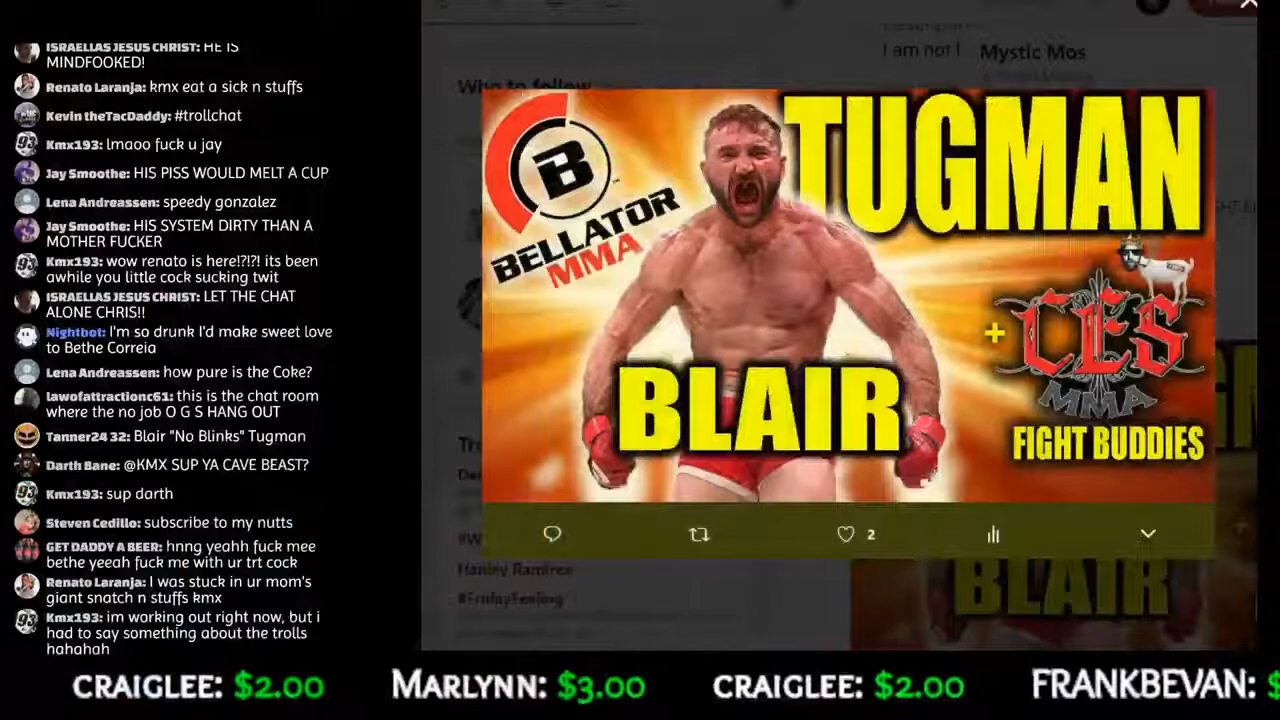 ISRAELLAS JESUS CHRIST: HE IS
MINDFOOKED!
Renato Laranja: kmx eat a sick n stuffs
Kevin theTacDaddy: #trollchat
Kmx193: lmaoo fuck u jay
Jay Smoothe: HIS PISS WOULD MELT A CUP
Lena Andreassen: speedy gonzalez
Jay Smoothe: HIS SYSTEM DIRTY THAN A
MOTHER FUCKER
Kmx193: wow renato is here!?!?! its been
awhile you little cock sucking twit
ISRAELLAS JESUS CHRIST: LET THE CHAT
ALONE CHRIS!!
Nightbot: I'm so drunk I'd make sweet love
to Bethe Correia
Lena Andreassen: how pure is the Coke?
lawofattractionc61: this is the chat room
where the no job O G S HANG OUT
Tanner24 32: Blair "No Blinks" Tugman
Darth Bane: @KMX SUP YA CAVE BEAST?
Kmx193: sup darth
Steven Cedillo: subscribe to my nutts
GET DADDY A BEER: hnng yeahh fuck mee
bethe yeeah fuck me with ur trt cock
Renato Laranja: I was stuck in ur mom's
giant snatch n stuffs kmx
Kmx193: im working out right now, but i
had to say something about the trolls
hahahah
I am not
Mystic Mos
Who to follow
B
BELLATOR
MMA
TUGMAN
+ CES
MMA
FIGHT BUDDIES
BLAIR
2
Hanley Ramirez
#FridayFeeling
BLAIR
CRAIGLEE: $2.00 MARLYNN: $3.00 CRAIGLEE: $2.00 FRANKBEVAN: $